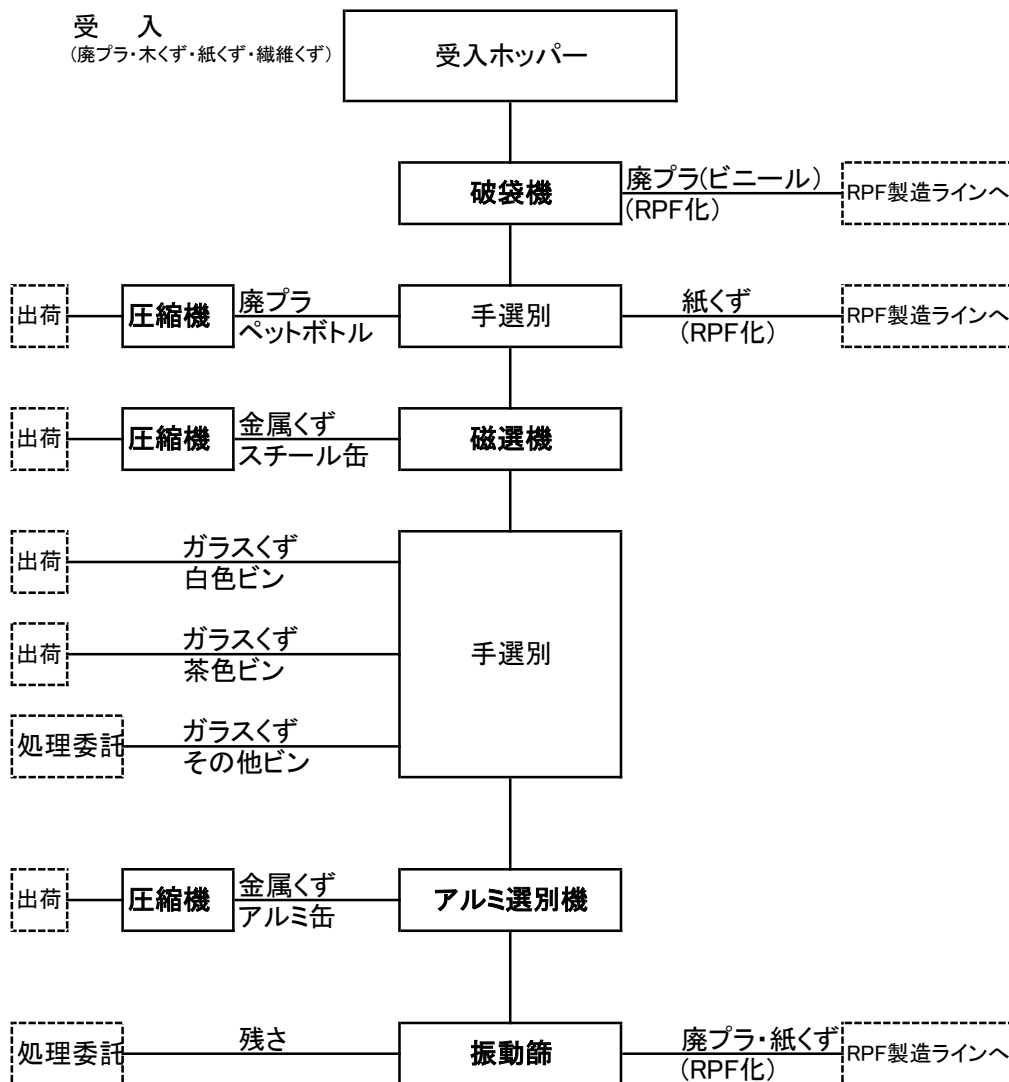 受　入
(廃プラ・木くず・紙くず・繊維くず)
受入ホッパー
破袋機
廃プラ(ビニール)
(RPF化)
RPF製造ラインへ
出荷
圧縮機
廃プラ
ペットボトル
手選別
紙くず
(RPF化)
RPF製造ラインへ
出荷
圧縮機
金属くず
スチール缶
磁選機
出荷
ガラスくず
白色ビン
出荷
ガラスくず
茶色ビン
手選別
処理委託
ガラスくず
その他ビン
出荷
圧縮機
金属くず
アルミ缶
アルミ選別機
処理委託
残さ
振動篩
廃プラ・紙くず
(RPF化)
RPF製造ラインへ